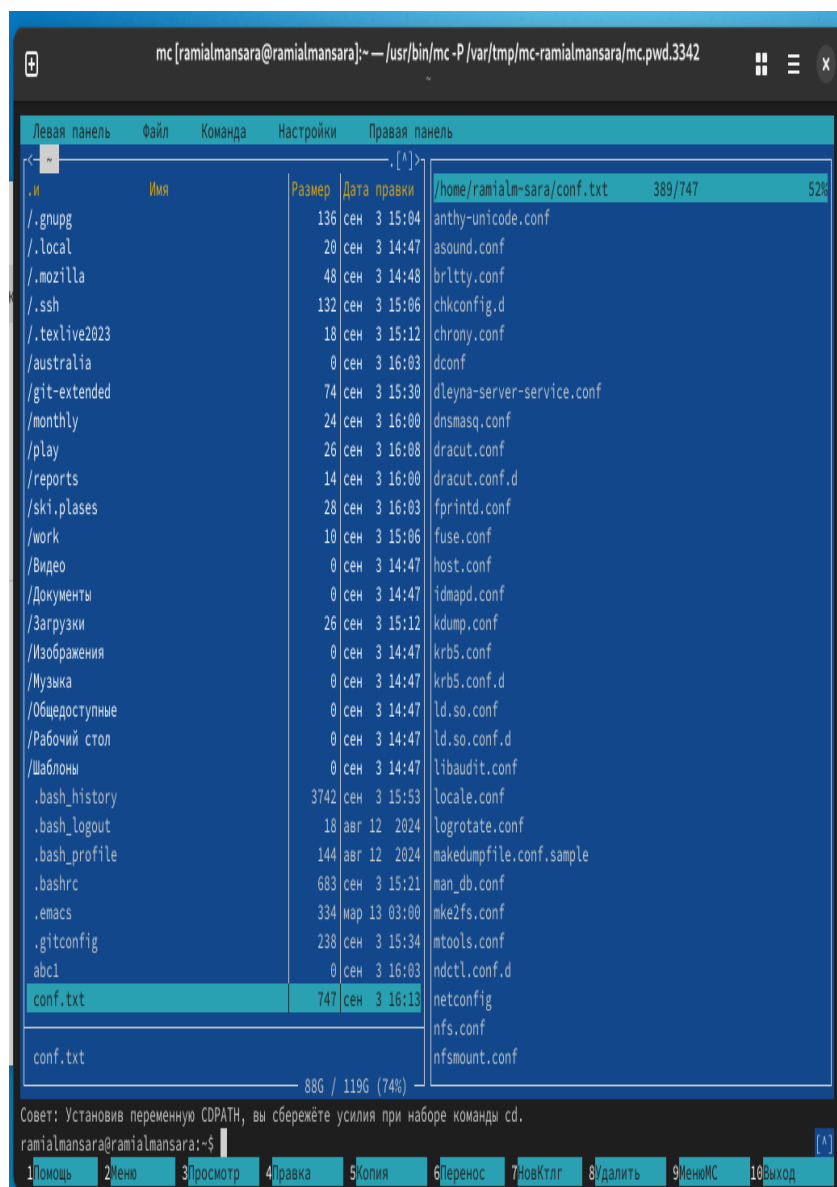 mc [ramialmansara@ramialmansara]:~ — /usr/bin/mc -P /var/tmp/mc-ramialmansara/mc.pwd.3342
~
Левая панель Файл Команда Настройки Правая панель
<- ~ .[^]>
.и Имя Размер Дата правки
/.gnupg 136 сен 3 15:04
/.local 20 сен 3 14:47
/.mozilla 48 сен 3 14:48
/.ssh 132 сен 3 15:06
/.texlive2023 18 сен 3 15:12
/australia 0 сен 3 16:03
/git-extended 74 сен 3 15:30
/monthly 24 сен 3 16:00
/play 26 сен 3 16:08
/reports 14 сен 3 16:00
/ski.plases 28 сен 3 16:03
/work 10 сен 3 15:06
/Видео 0 сен 3 14:47
/Документы 0 сен 3 14:47
/Загрузки 26 сен 3 15:12
/Изображения 0 сен 3 14:47
/Музыка 0 сен 3 14:47
/Общедоступные 0 сен 3 14:47
/Рабочий стол 0 сен 3 14:47
/Шаблоны 0 сен 3 14:47
.bash_history 3742 сен 3 15:53
.bash_logout 18 авг 12 2024
.bash_profile 144 авг 12 2024
.bashrc 683 сен 3 15:21
.emacs 334 мар 13 03:00
.gitconfig 238 сен 3 15:34
abc1 0 сен 3 16:03
conf.txt 747 сен 3 16:13
conf.txt
88G / 119G (74%)
/home/ramialm~sara/conf.txt 389/747 52%
anthy-unicode.conf
asound.conf
brltty.conf
chkconfig.d
chrony.conf
dconf
dleyna-server-service.conf
dnsmasq.conf
dracut.conf
dracut.conf.d
fprintd.conf
fuse.conf
host.conf
idmapd.conf
kdump.conf
krb5.conf
krb5.conf.d
ld.so.conf
ld.so.conf.d
libaudit.conf
locale.conf
logrotate.conf
makedumpfile.conf.sample
man_db.conf
mke2fs.conf
mtools.conf
ndctl.conf.d
netconfig
nfs.conf
nfsmount.conf
Совет: Установив переменную CDPATH, вы сбережёте усилия при наборе команды cd.
ramialmansara@ramialmansara:~$ [^]
1Помощь 2Меню 3Просмотр 4Правка 5Копия 6Перенос 7НовКтлг 8Удалить 9МенюМС 10Выход